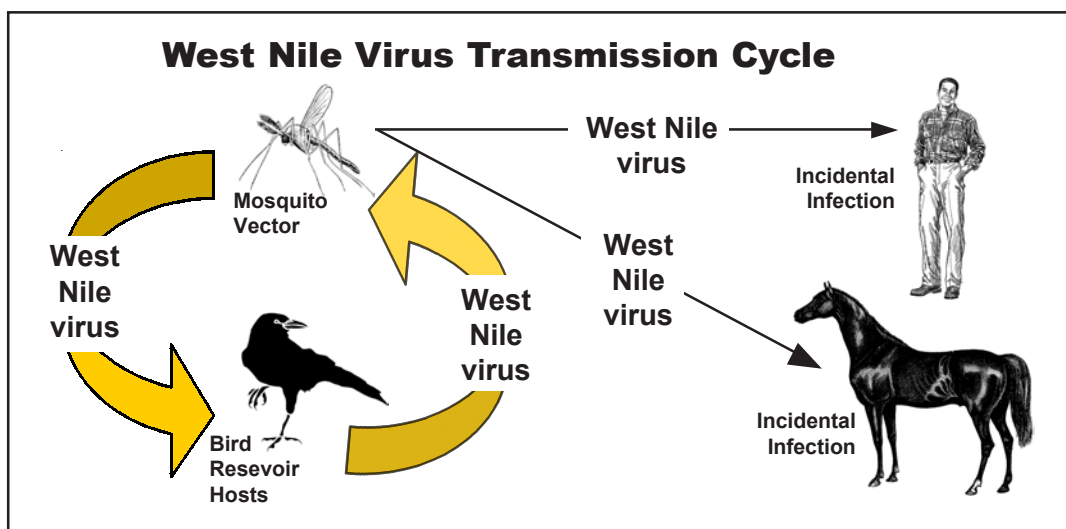 West Nile Virus Transmission Cycle
West Nile
virus
Incidental
Infection
Mosquito
Vector
West
Nile
virus
West
Nile
virus
West
Nile
virus
Bird
Resevoir
Hosts
Incidental
Infection